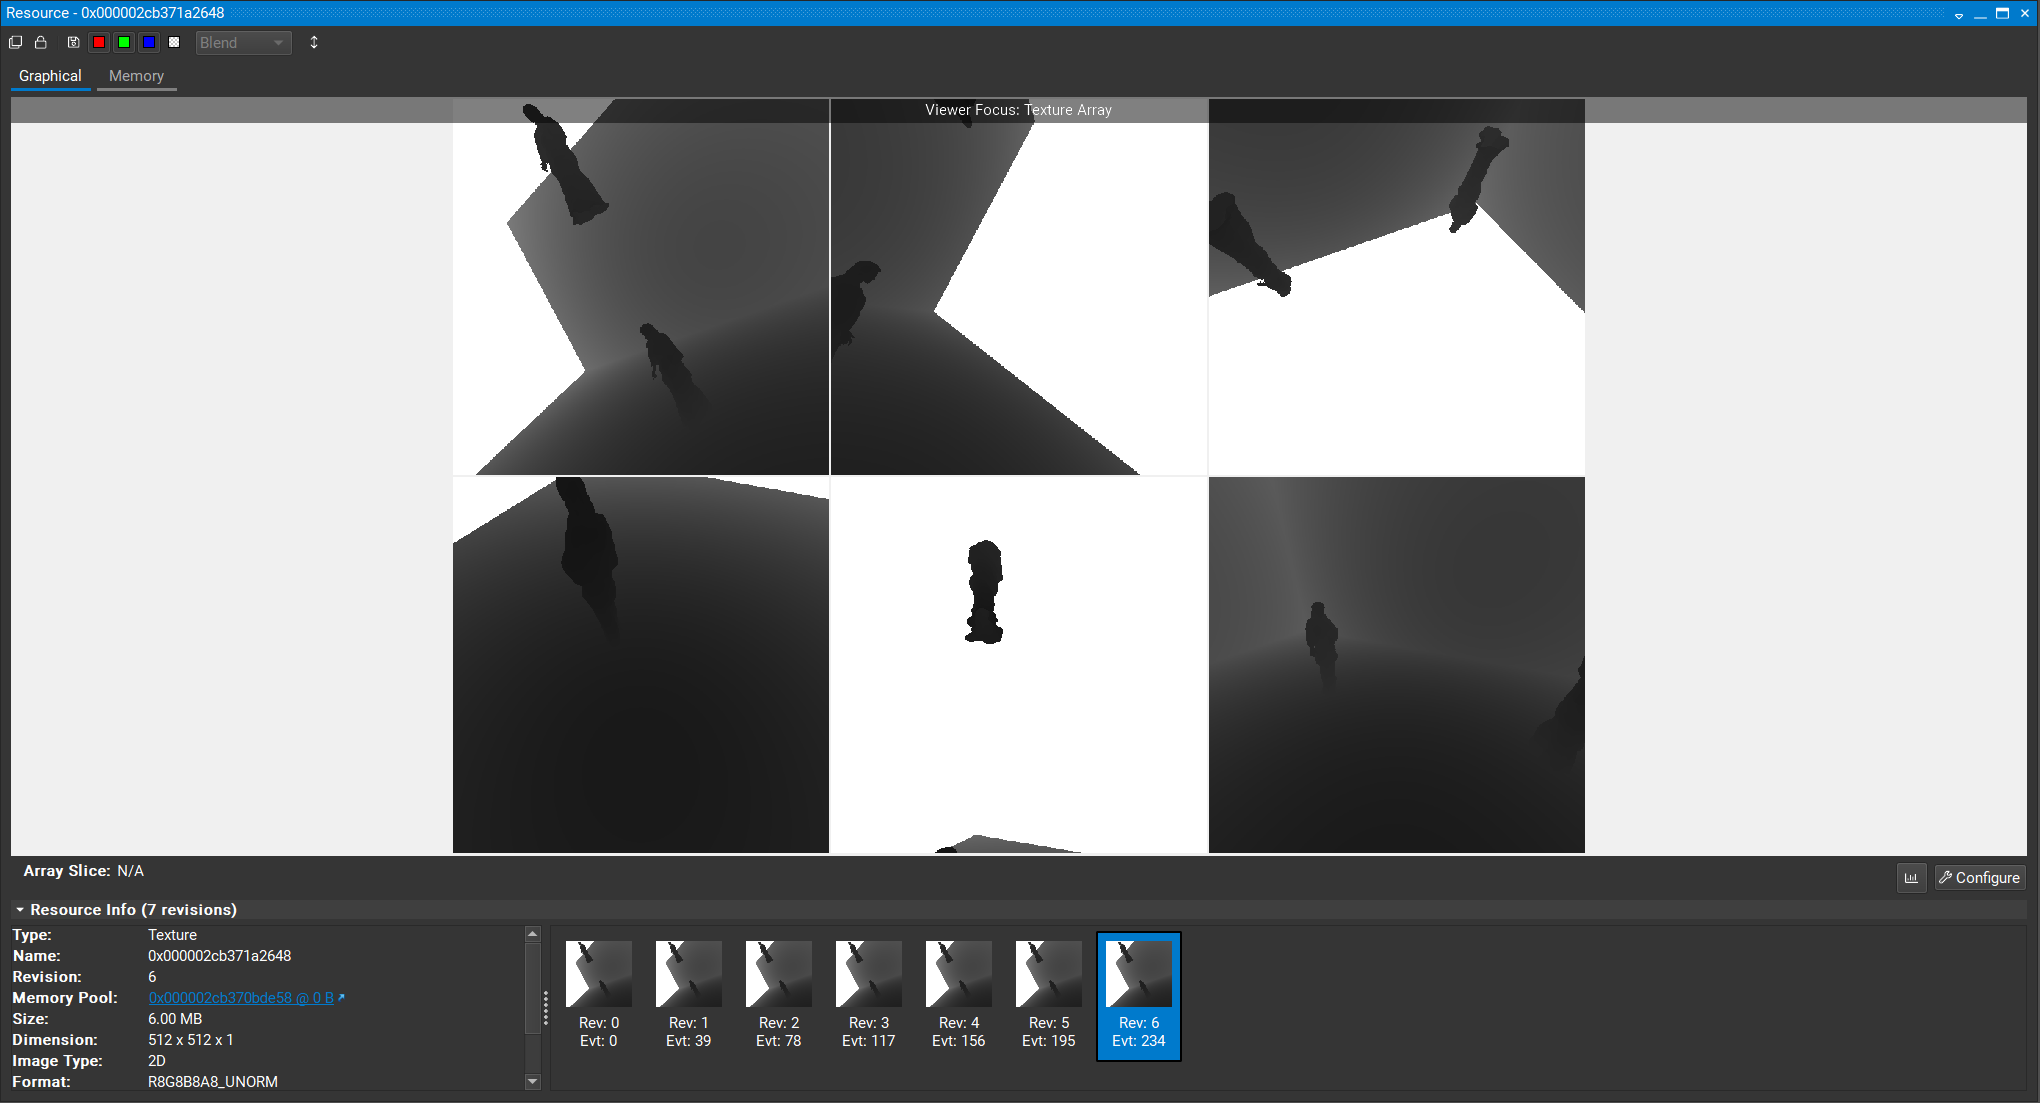 Resource - 0x000002cb371a2648
Blend
Graphical Memory
Viewer Focus: Texture Array
Array Slice: N/A
Configure
Resource Info (7 revisions)
Type: Texture
Name: 0x000002cb371a2648
Revision: 6
Memory Pool: 0x000002cb370bde58 @ 0 B
Size: 6.00 MB
Dimension: 512 x 512 x 1
Image Type: 2D
Format: R8G8B8A8_UNORM
Rev: 0 Rev: 1 Rev: 2 Rev: 3 Rev: 4 Rev: 5 Rev: 6
Evt: 0 Evt: 39 Evt: 78 Evt: 117 Evt: 156 Evt: 195 Evt: 234